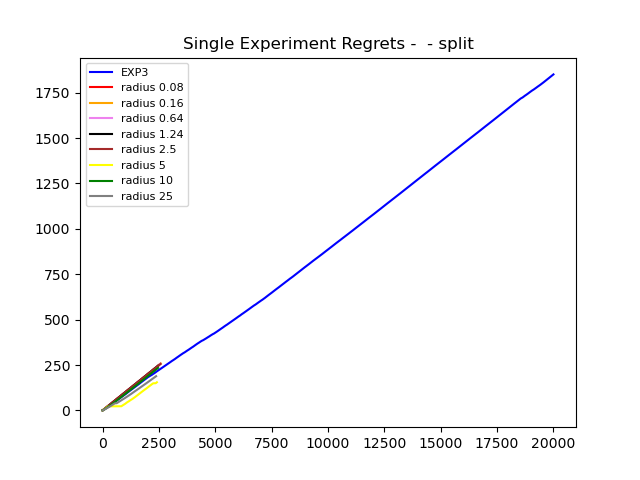 Single Experiment Regrets -  - split
EXP3
radius 0.08
radius 0.16
radius 0.64
radius 1.24
radius 2.5
radius 5
radius 10
radius 25
1750
1500
1250
1000
750
500
250
0
0 2500 5000 7500 10000 12500 15000 17500 20000